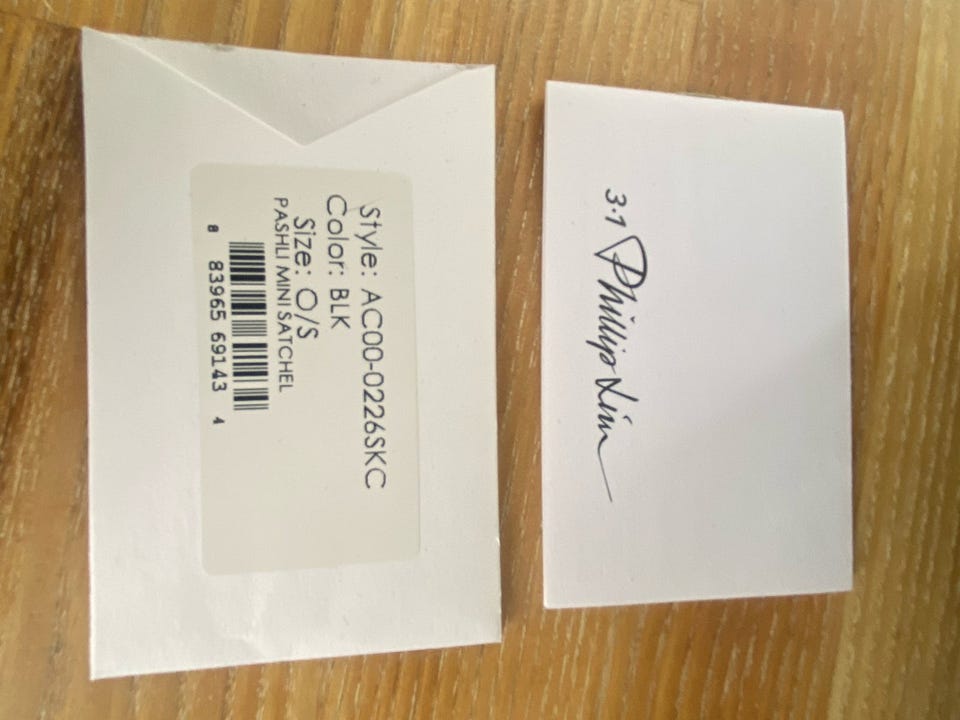 3.1 Phillip Lim
Style: AC00-0226SKC
Color: BLK
Size: O/S
PASHLI MINI SATCHEL
8 83965 69143 4